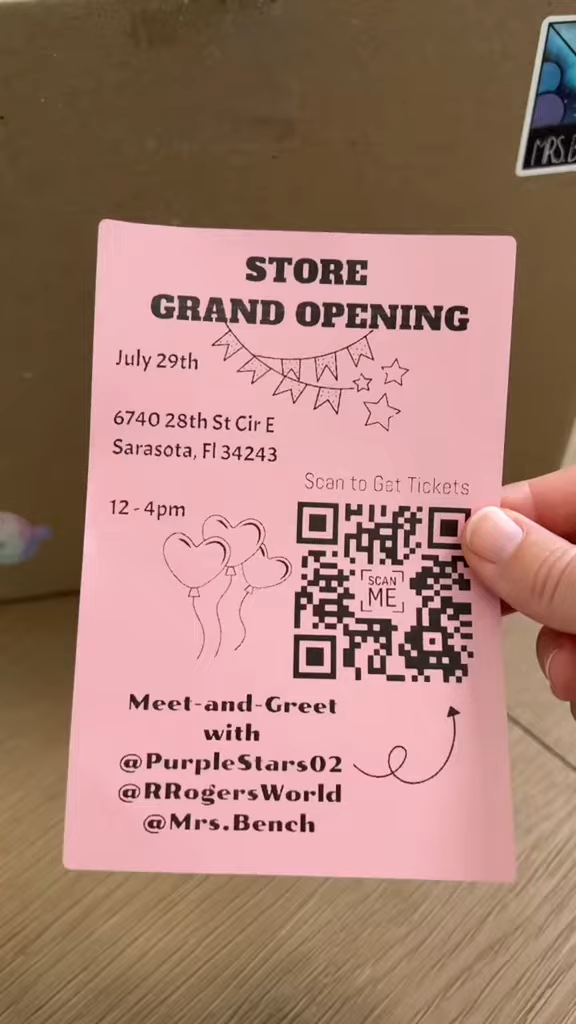 MRS.B
STORE
GRAND OPENING
July 29th
6740 28th St Cir E
Sarasota, Fl 34243
12 - 4pm
Scan to Get Tickets
SCAN
ME
Meet-and-Greet
with
@PurpleStars02
@RRogersWorld
@Mrs.Bench